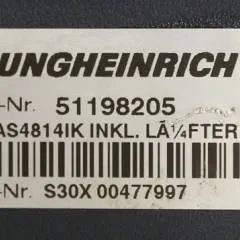 UNGHEINRICH
-Nr. 51198205
AS4814IK INKL. LÃ¼FTER
-Nr. S30X 00477997